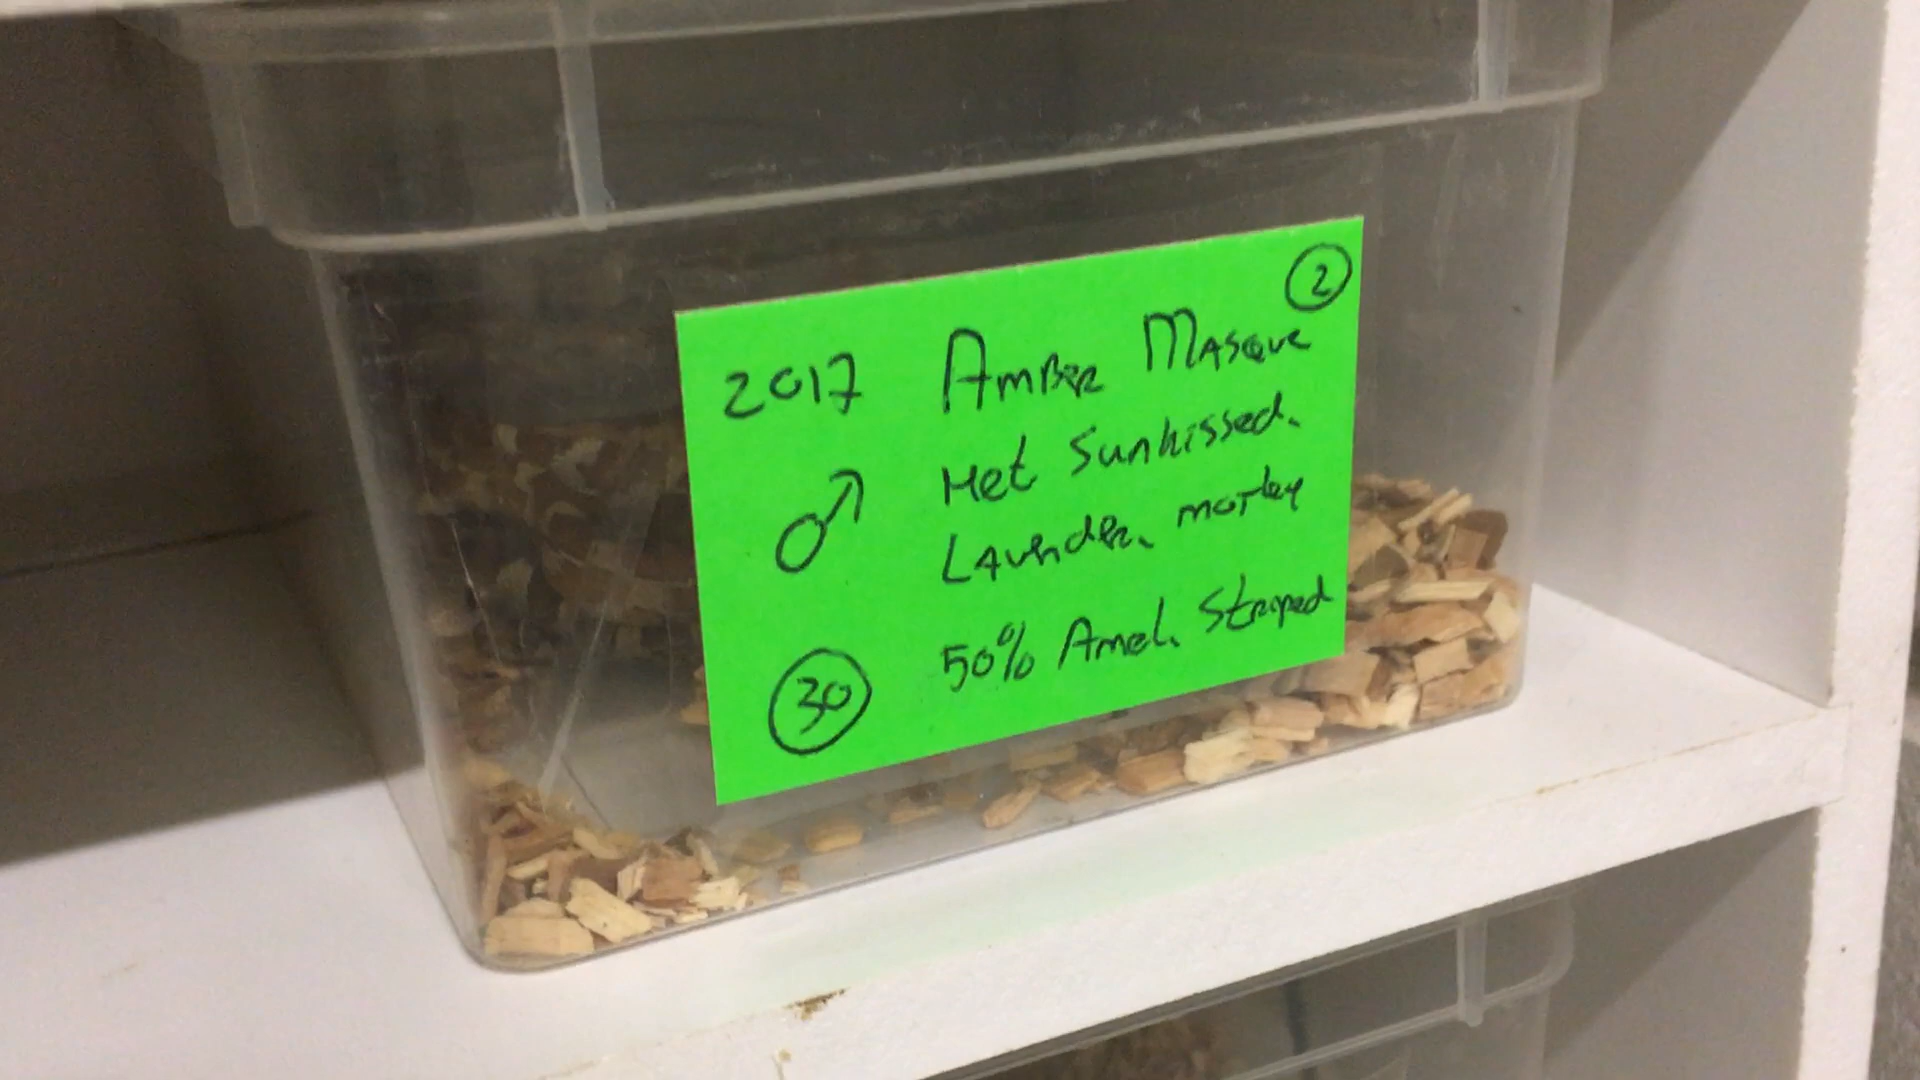 2
2017 Amber Masque
♂ Het Sunkissed.
Lavender. motley
30 50% Amel. Striped